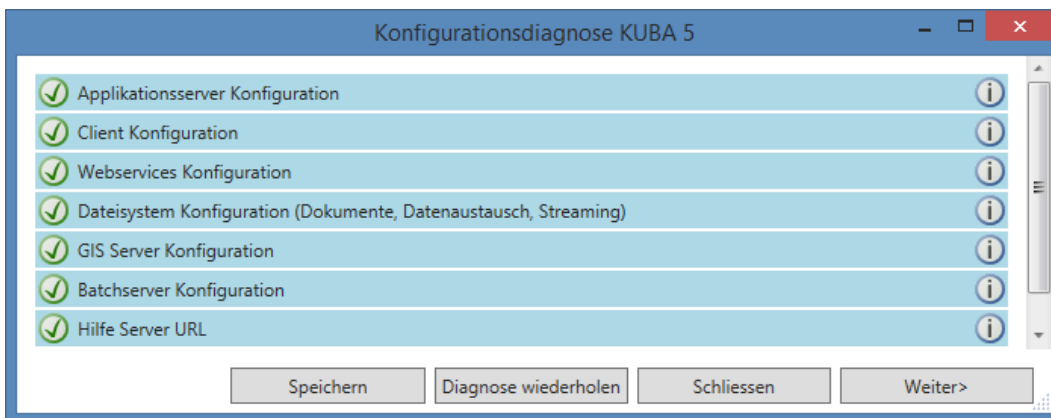 Konfigurationsdiagnose KUBA 5
Applikationsserver Konfiguration
Client Konfiguration
Webservices Konfiguration
Dateisystem Konfiguration (Dokumente, Datenaustausch, Streaming)
GIS Server Konfiguration
Batchserver Konfiguration
Hilfe Server URL
Speichern Diagnose wiederholen Schliessen Weiter>